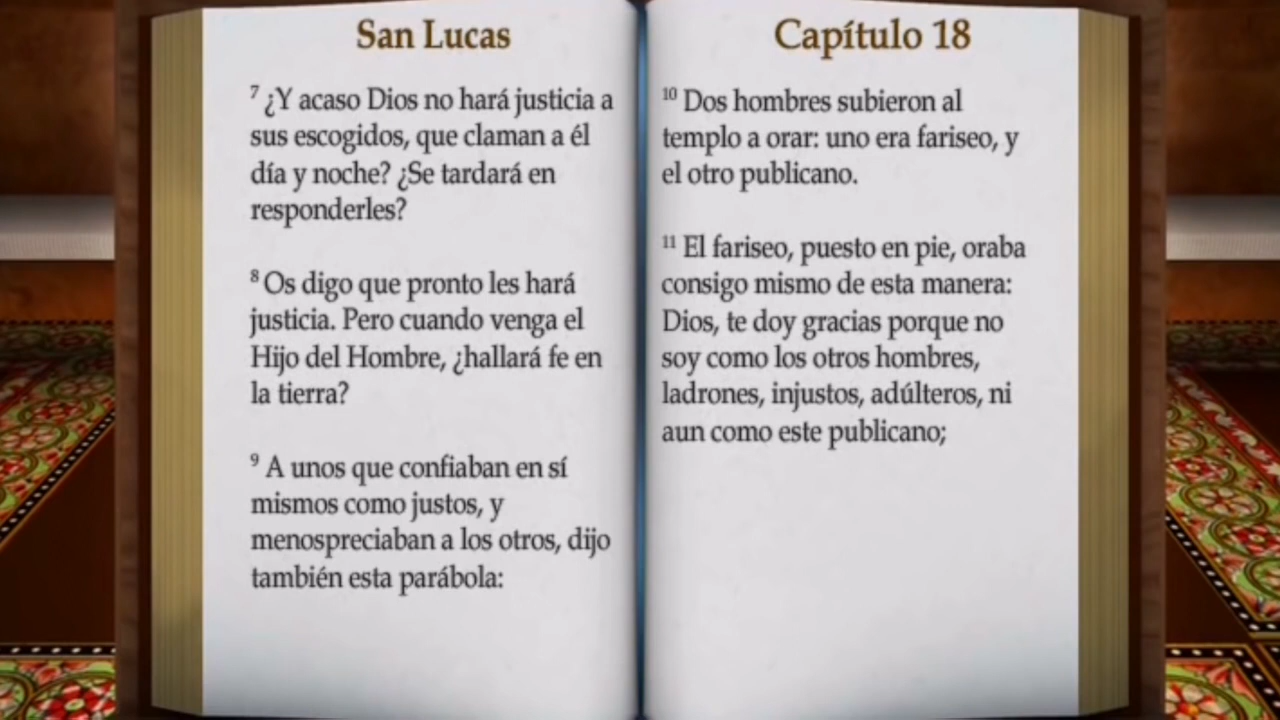 San Lucas
7 ¿Y acaso Dios no hará justicia a
sus escogidos, que claman a él
día y noche? ¿Se tardará en
responderles?
8 Os digo que pronto les hará
justicia. Pero cuando venga el
Hijo del Hombre, ¿hallará fe en
la tierra?
9 A unos que confiaban en sí
mismos como justos, y
menospreciaban a los otros, dijo
también esta parábola:
Capítulo 18
10 Dos hombres subieron al
templo a orar: uno era fariseo, y
el otro publicano.
11 El fariseo, puesto en pie, oraba
consigo mismo de esta manera:
Dios, te doy gracias porque no
soy como los otros hombres,
ladrones, injustos, adúlteros, ni
aun como este publicano;